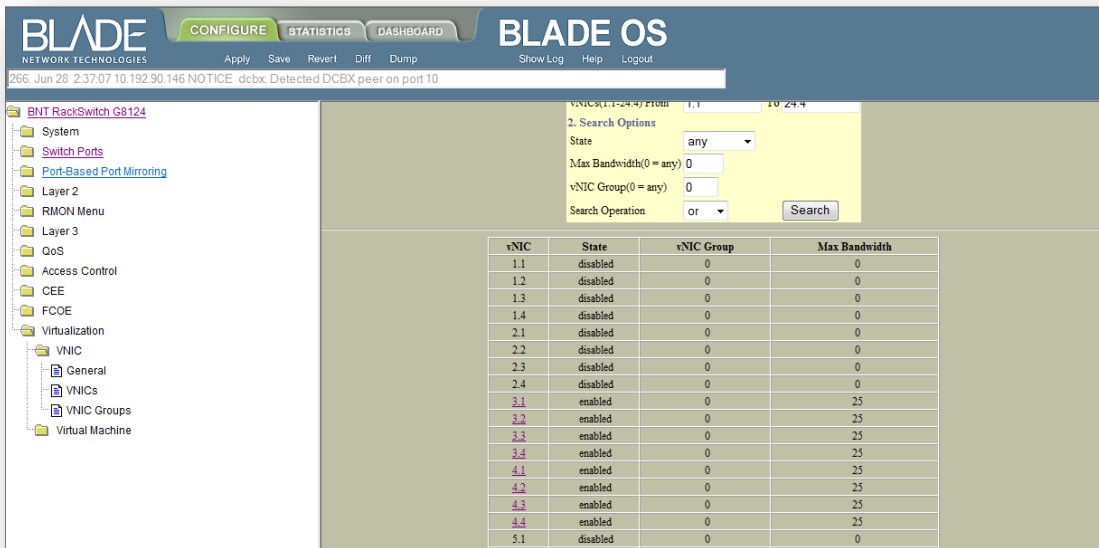 BLADE
NETWORK TECHNOLOGIES
CONFIGURE STATISTICS DASHBOARD
BLADE OS
Apply Save Revert Diff Dump Show Log Help Logout
266. Jun 28 2:37:07 10.192.90.146 NOTICE dcbx: Detected DCBX peer on port 10
BNT RackSwitch G8124
System
Switch Ports
Port-Based Port Mirroring
Layer 2
RMON Menu
Layer 3
QoS
Access Control
CEE
FCOE
Virtualization
VNIC
General
VNICs
VNIC Groups
Virtual Machine
vNICs(1.1-24.4) From 1.1 To 24.4
2. Search Options
State any
Max Bandwidth(0 = any) 0
vNIC Group(0 = any) 0
Search Operation or Search
vNIC State vNIC Group Max Bandwidth
1.1 disabled 0 0
1.2 disabled 0 0
1.3 disabled 0 0
1.4 disabled 0 0
2.1 disabled 0 0
2.2 disabled 0 0
2.3 disabled 0 0
2.4 disabled 0 0
3.1 enabled 0 25
3.2 enabled 0 25
3.3 enabled 0 25
3.4 enabled 0 25
4.1 enabled 0 25
4.2 enabled 0 25
4.3 enabled 0 25
4.4 enabled 0 25
5.1 disabled 0 0